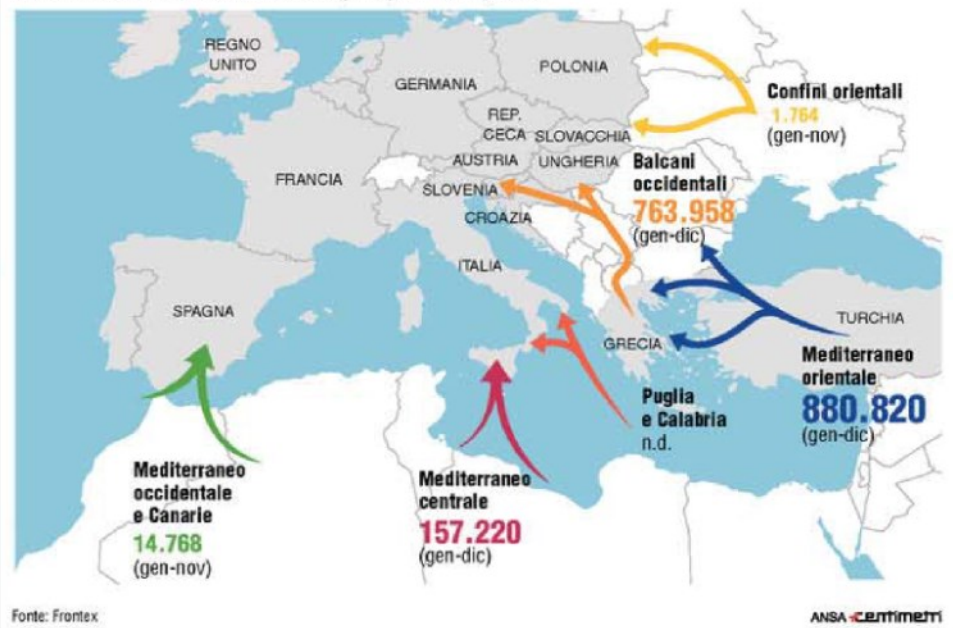 REGNO
UNITO
GERMANIA
POLONIA
REP.
CECA
SLOVACCHIA
AUSTRIA
UNGHERIA
FRANCIA
SLOVENIA
CROAZIA
ITALIA
SPAGNA
GRECIA
TURCHIA
Confini orientali
1.764
(gen-nov)
Balcani
occidentali
763.958
(gen-dic)
Mediterraneo
orientale
880.820
(gen-dic)
Puglia
e Calabria
n.d.
Mediterraneo
centrale
157.220
(gen-dic)
Mediterraneo
occidentale
e Canarie
14.768
(gen-nov)
Fonte: Frontex
ANSA centimetri